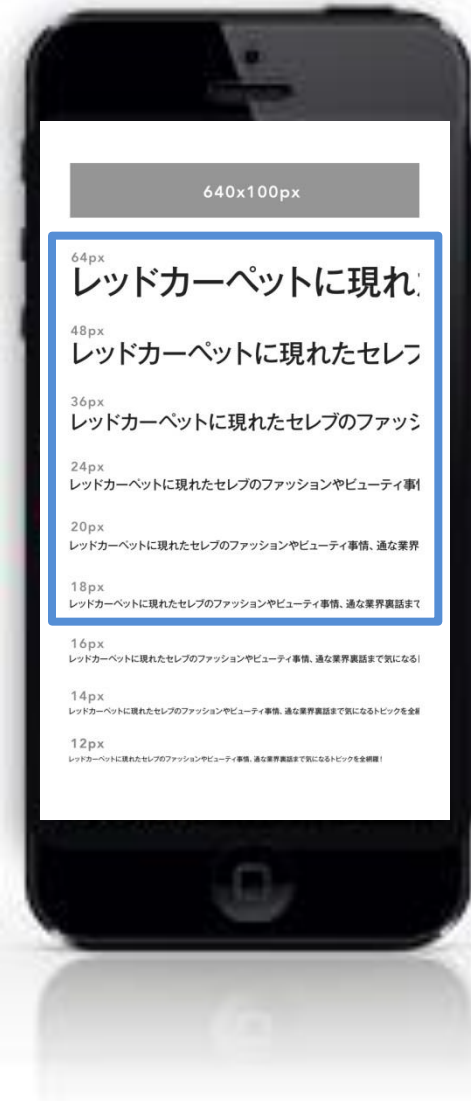 640x100px
64px
レッドカーペットに現れ
48px
レッドカーペットに現れたセレブ
36px
レッドカーペットに現れたセレブのファッシ
24px
レッドカーペットに現れたセレブのファッションやビューティ事情
20px
レッドカーペットに現れたセレブのファッションやビューティ事情、通な業界
18px
レッドカーペットに現れたセレブのファッションやビューティ事情、通な業界裏話まで
16px
レッドカーペットに現れたセレブのファッションやビューティ事情、通な業界裏話まで気になる
14px
レッドカーペットに現れたセレブのファッションやビューティ事情、通な業界裏話まで気になるトピックを全網
12px
レッドカーペットに現れたセレブのファッションやビューティ事情、通な業界裏話まで気になるトピックを全網羅!